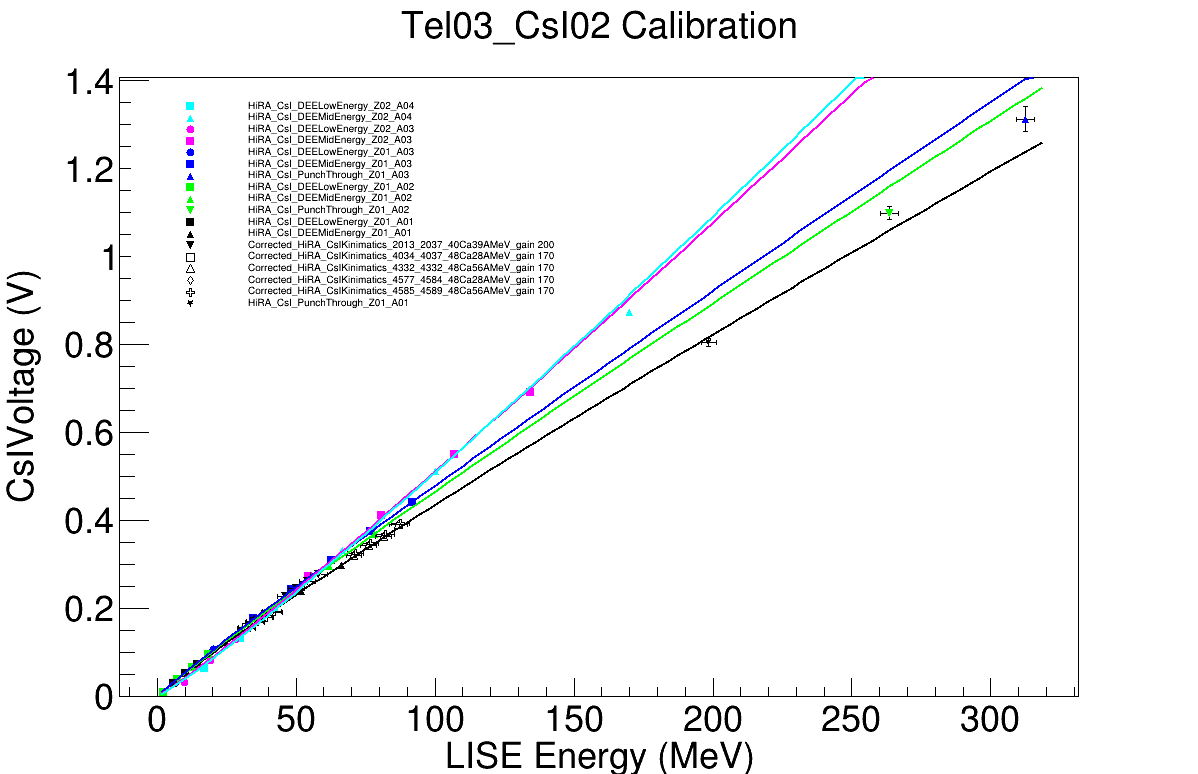 Tel03_CsI02 Calibration
CsIVoltage (V)
1.4
1.2
1
0.8
0.6
0.4
0.2
0
HiRA_CsI_DEELowEnergy_Z02_A04
HiRA_CsI_DEEMidEnergy_Z02_A04
HiRA_CsI_DEELowEnergy_Z02_A03
HiRA_CsI_DEEMidEnergy_Z02_A03
HiRA_CsI_DEELowEnergy_Z01_A03
HiRA_CsI_DEEMidEnergy_Z01_A03
HiRA_CsI_PunchThrough_Z01_A03
HiRA_CsI_DEELowEnergy_Z01_A02
HiRA_CsI_DEEMidEnergy_Z01_A02
HiRA_CsI_PunchThrough_Z01_A02
HiRA_CsI_DEELowEnergy_Z01_A01
HiRA_CsI_DEEMidEnergy_Z01_A01
Corrected_HiRA_CsIKinimatics_2013_2037_40Ca39AMeV_gain 200
Corrected_HiRA_CsIKinimatics_4034_4037_48Ca28AMeV_gain 170
Corrected_HiRA_CsIKinimatics_4332_4332_48Ca56AMeV_gain 170
Corrected_HiRA_CsIKinimatics_4577_4584_48Ca28AMeV_gain 170
Corrected_HiRA_CsIKinimatics_4585_4589_48Ca56AMeV_gain 170
HiRA_CsI_PunchThrough_Z01_A01
0 50 100 150 200 250 300
LISE Energy (MeV)